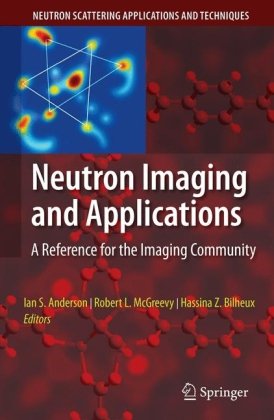 NEUTRON SCATTERING APPLICATIONS AND TECHNIQUES
Neutron Imaging
and Applications
A Reference for the Imaging Community
Ian S. Anderson | Robert L. McGreevy | Hassina Z. Bilheux
Editors
Springer